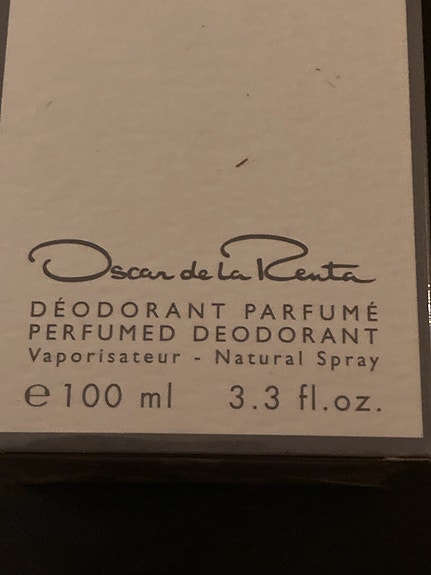 Oscar de la Renta
DÉODORANT PARFUMÉ
PERFUMED DEODORANT
Vaporisateur - Natural Spray
℮ 100 ml 3.3 fl.oz.